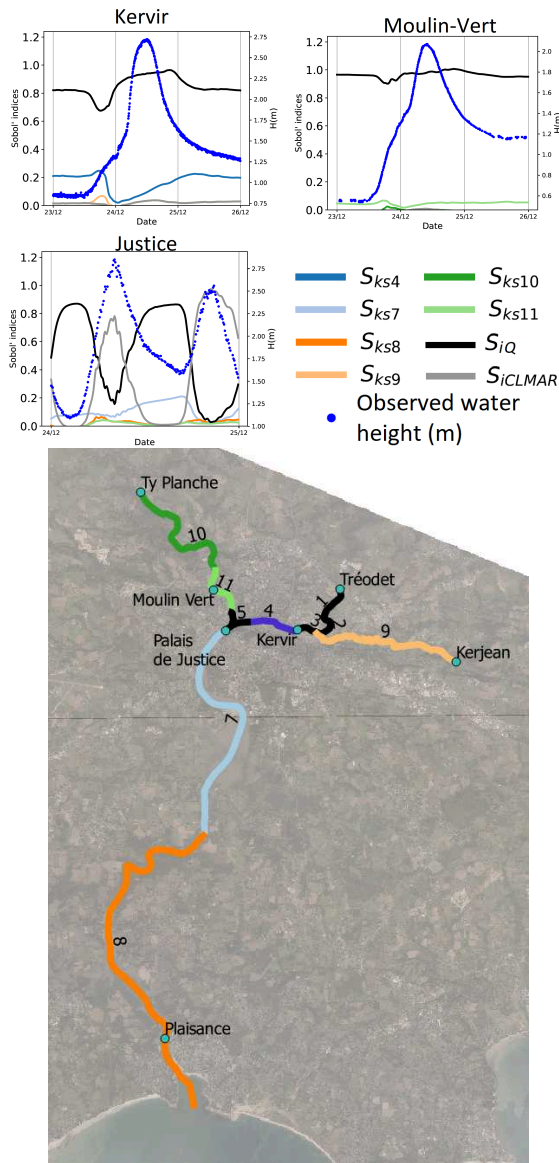 Kervir
1.2
1.0
0.8
0.6
0.4
0.2
0.0
Sobol' indices
2.75
2.50
2.25
2.00
1.75
1.50
1.25
1.00
0.75
H(m)
23/12 24/12 25/12 26/12
Date
Moulin-Vert
1.0
0.8
0.6
0.4
0.2
0.0
Sobol' indices
2.0
1.8
1.6
1.4
1.2
1.0
0.8
0.6
H(m)
23/12 24/12 25/12 26/12
Date
Justice
1.2
1.0
0.8
0.6
0.4
0.2
0.0
Sobol' indices
2.75
2.50
2.25
2.00
1.75
1.50
1.25
1.00
H(m)
24/12 25/12
Date
Sks4
Sks7
Sks8
Sks9
Sks10
Sks11
SiQ
SiCLMAR
Observed water
height (m)
Ty Planche
10
11
Moulin Vert
Tréodet
1
2
3
4
5
Kervir
9
Kerjean
Palais
de Justice
7
8
Plaisance